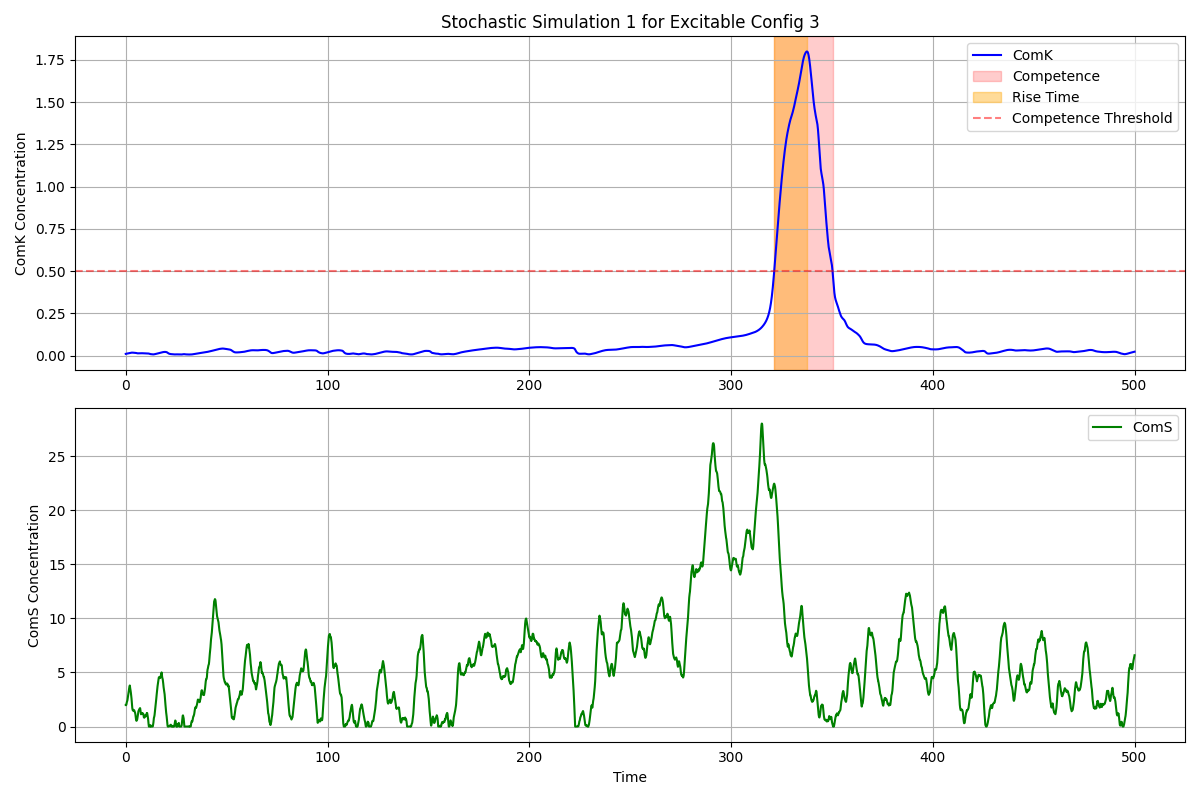 Stochastic Simulation 1 for Excitable Config 3
ComK Concentration
1.75
1.50
1.25
1.00
0.75
0.50
0.25
0.00
ComK
Competence
Rise Time
Competence Threshold
0 100 200 300 400 500
ComS Concentration
25
20
15
10
5
0
ComS
0 100 200 300 400 500
Time